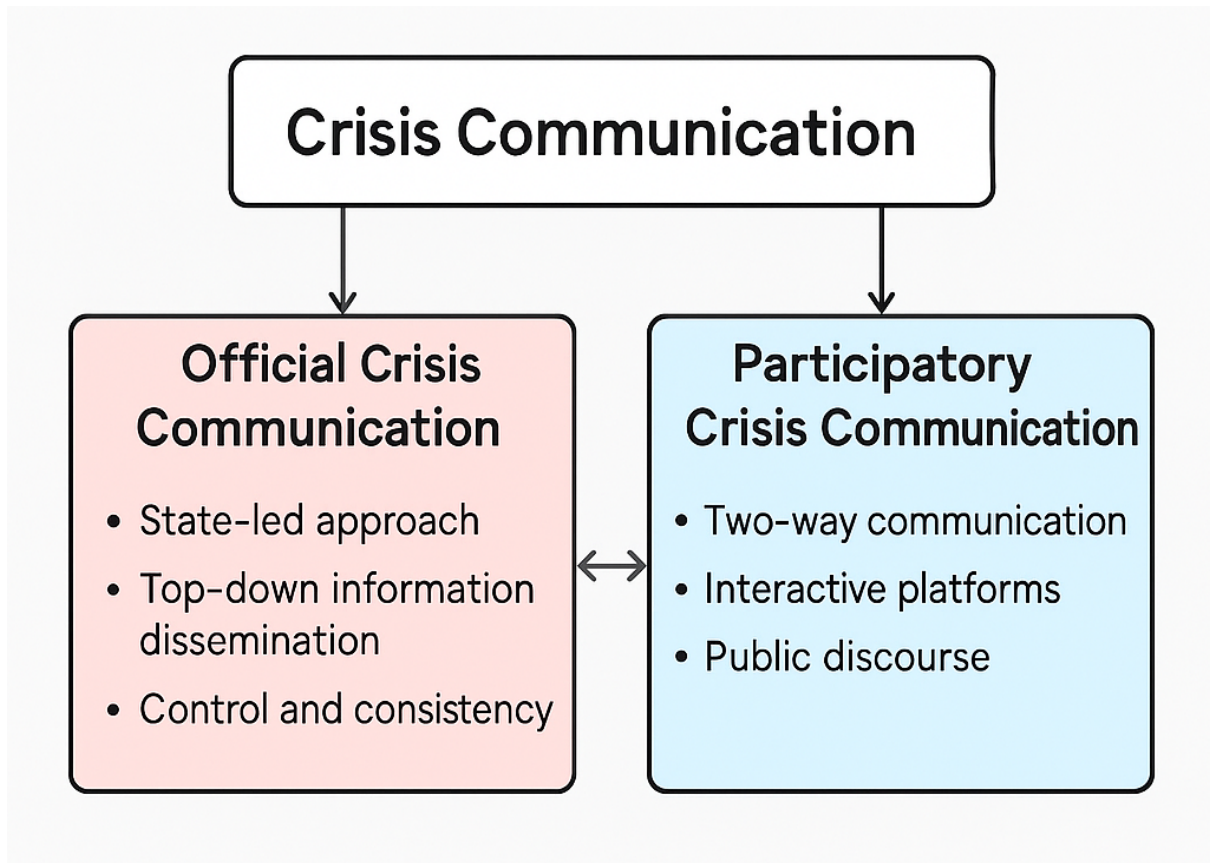 Crisis Communication
Official Crisis
Communication
• State-led approach
• Top-down information
dissemination
• Control and consistency
Participatory
Crisis Communication
• Two-way communication
• Interactive platforms
• Public discourse